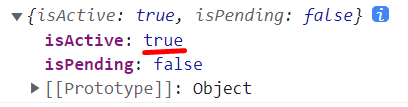 ▼{isActive: true, isPending: false} i
isActive: true
isPending: false
▶[[Prototype]]: Object